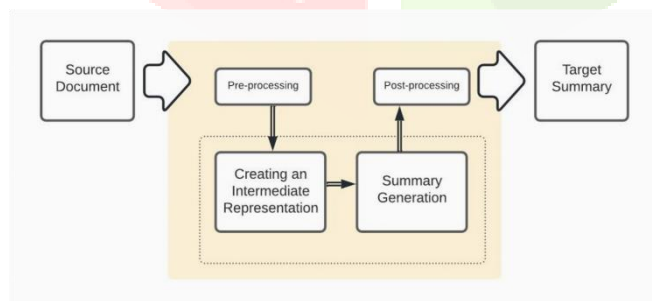 Source
Document
Pre-processing
Creating an
Intermediate
Representation
Summary
Generation
Post-processing
Target
Summary